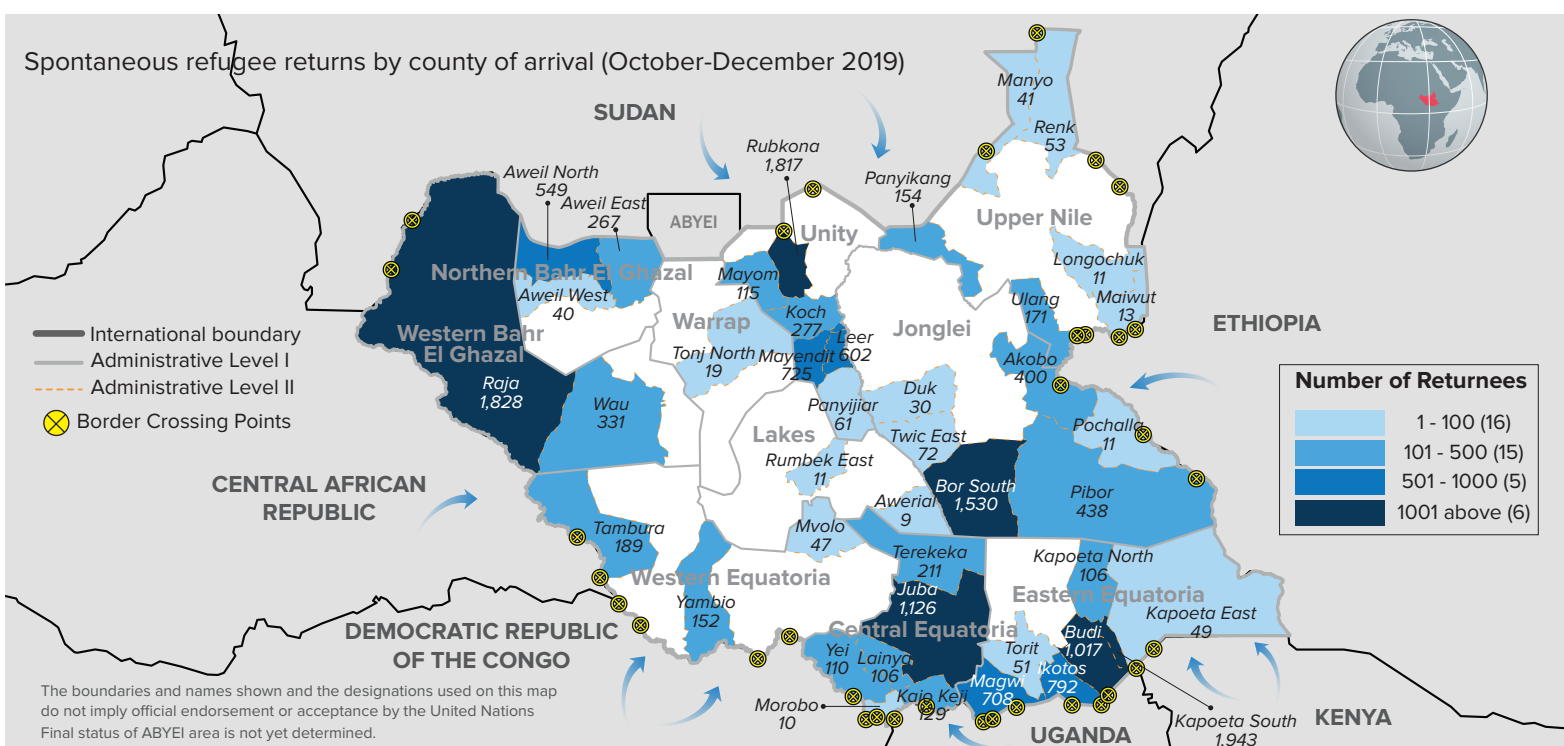 Spontaneous refugee returns by county of arrival (October-December 2019)
SUDAN
Manyo
41
Renk
53
Rubkona
1,817
Panyikang
154
Aweil North
549
Aweil East
267
ABYEI
Unity
Upper Nile
Northern Bahr El Ghazal
Mayom
115
Longochuk
11
Aweil West
40
Ulang
171
Maiwut
13
Koch
277
Warrap
Jonglei
ETHIOPIA
International boundary
Administrative Level I
Administrative Level II
Border Crossing Points
Western Bahr
El Ghazal
Leer
602
Tonj North
19
Mayendit
725
Akobo
400
Raja
1,828
Wau
331
Panyijiar
61
Duk
30
Number of Returnees
1 - 100 (16)
101 - 500 (15)
501 - 1000 (5)
1001 above (6)
Lakes
Twic East
72
Pochalla
11
Rumbek East
11
CENTRAL AFRICAN
REPUBLIC
Bor South
1,530
Pibor
438
Awerial
9
Tambura
189
Mvolo
47
Terekeka
211
Kapoeta North
106
Western Equatoria
Juba
1,126
Eastern Equatoria
Yambio
152
Kapoeta East
49
DEMOCRATIC REPUBLIC
OF THE CONGO
Central Equatoria
Budi
1,017
Yei
110
Lainya
106
Torit
51
Ikotos
792
Magwi
708
Kajo Keji
129
Morobo
10
Kapoeta South
1,943
KENYA
UGANDA
The boundaries and names shown and the designations used on this map
do not imply official endorsement or acceptance by the United Nations
Final status of ABYEI area is not yet determined.